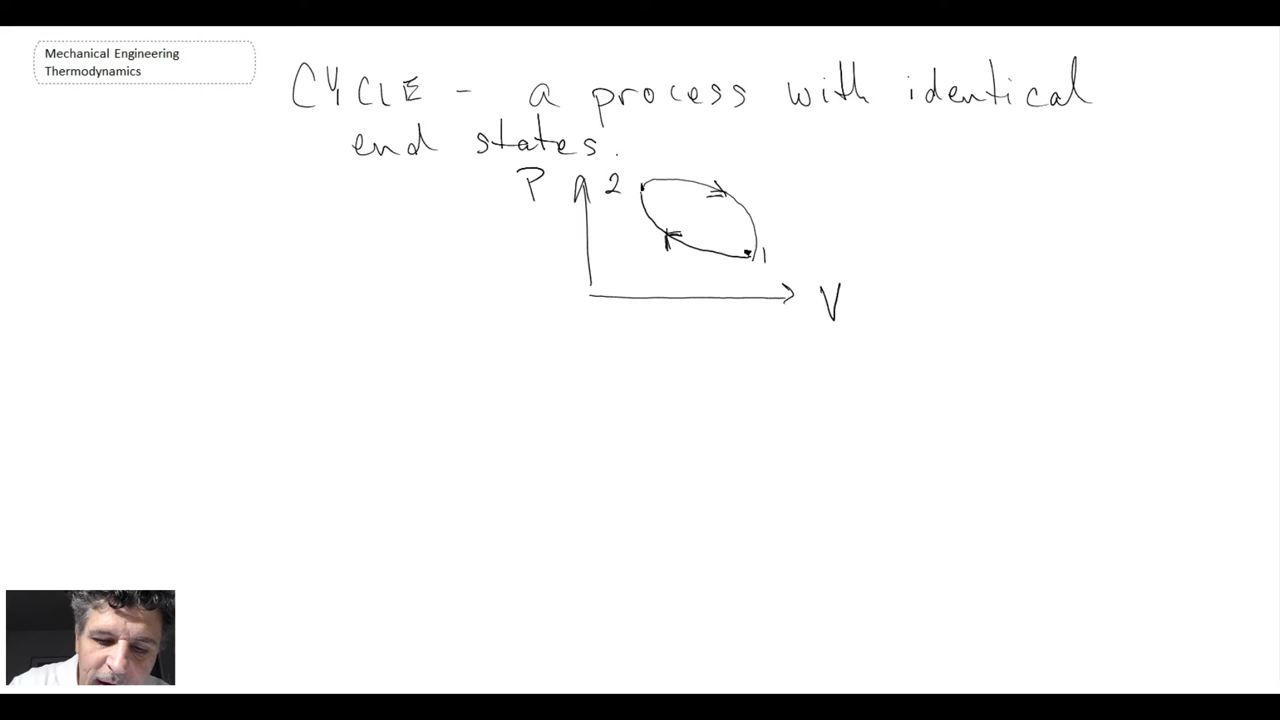 Mechanical Engineering
Thermodynamics
CYCLE - a process with identical
end states.
P
2
1
V